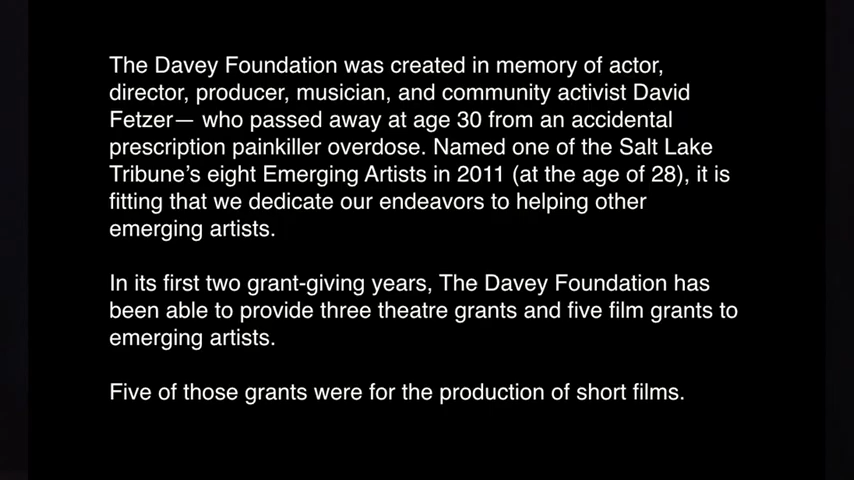 The Davey Foundation was created in memory of actor,
director, producer, musician, and community activist David
Fetzer— who passed away at age 30 from an accidental
prescription painkiller overdose. Named one of the Salt Lake
Tribune’s eight Emerging Artists in 2011 (at the age of 28), it is
fitting that we dedicate our endeavors to helping other
emerging artists.
In its first two grant-giving years, The Davey Foundation has
been able to provide three theatre grants and five film grants to
emerging artists.
Five of those grants were for the production of short films.